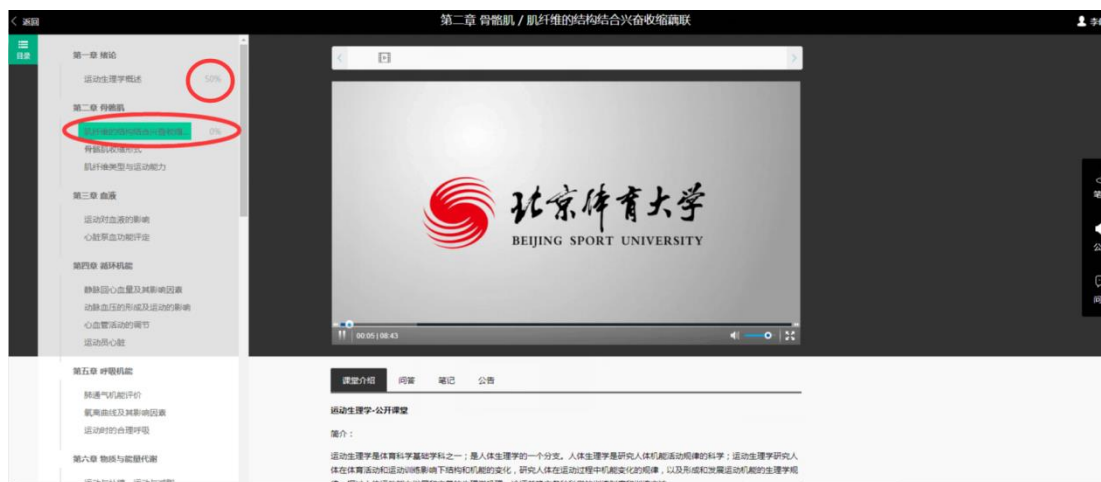 返回
第二章 骨骼肌 / 肌纤维的结构结合兴奋收缩藕联
目录
第一章 绪论
运动生理学概述 50%
第二章 骨骼肌
肌纤维的结构结合兴奋收缩... 0%
骨骼肌收缩形式
肌纤维类型与运动能力
第三章 血液
运动对血液的影响
心脏泵血功能评定
第四章 循环机能
静脉回心血量及其影响因素
动脉血压的形成及运动的影响
心血管活动的调节
运动员心脏
第五章 呼吸机能
肺通气机能评价
氧离曲线及其影响因素
运动时的合理呼吸
第六章 物质与能量代谢
北京体育大学
BEIJING SPORT UNIVERSITY
00:05 | 08:43
课堂介绍 问答 笔记 公告
运动生理学-公开课堂
简介：
运动生理学是体育科学基础学科之一；是人体生理学的一个分支。人体生理学是研究人体机能活动规律的科学；运动生理学研究人
体在体育活动和运动训练影响下结构和机能的变化，研究人体在运动过程中机能变化的规律，以及形成和发展运动机能的生理学规